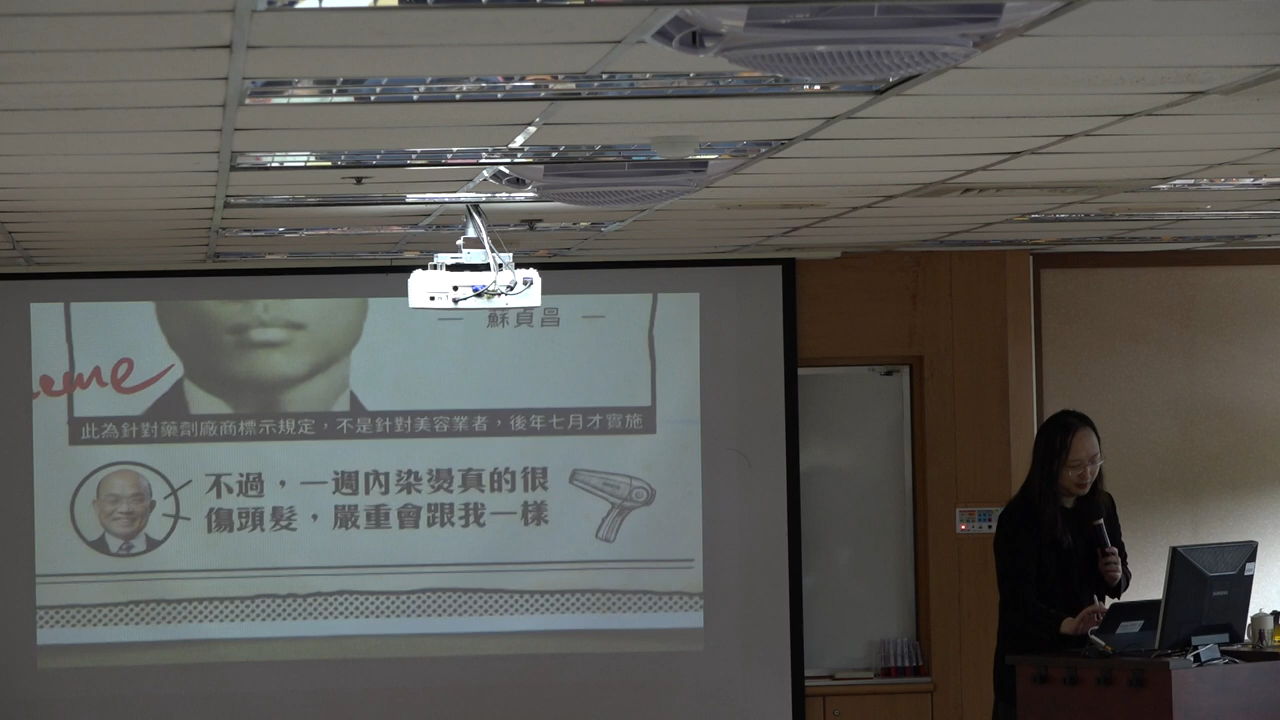 — 蘇貞昌 —
eme
此為針對藥劑廠商標示規定，不是針對美容業者，後年七月才實施
不過，一週內染燙真的很
傷頭髮，嚴重會跟我一樣